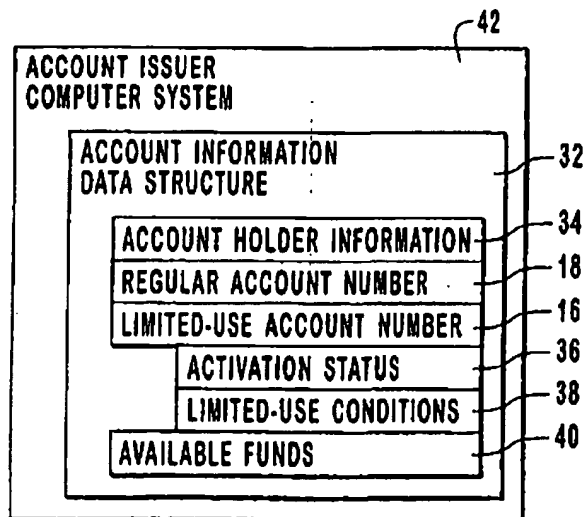 42
ACCOUNT ISSUER
COMPUTER SYSTEM
ACCOUNT INFORMATION
DATA STRUCTURE
32
ACCOUNT HOLDER INFORMATION
34
REGULAR ACCOUNT NUMBER
18
LIMITED-USE ACCOUNT NUMBER
16
ACTIVATION STATUS
36
LIMITED-USE CONDITIONS
38
AVAILABLE FUNDS
40